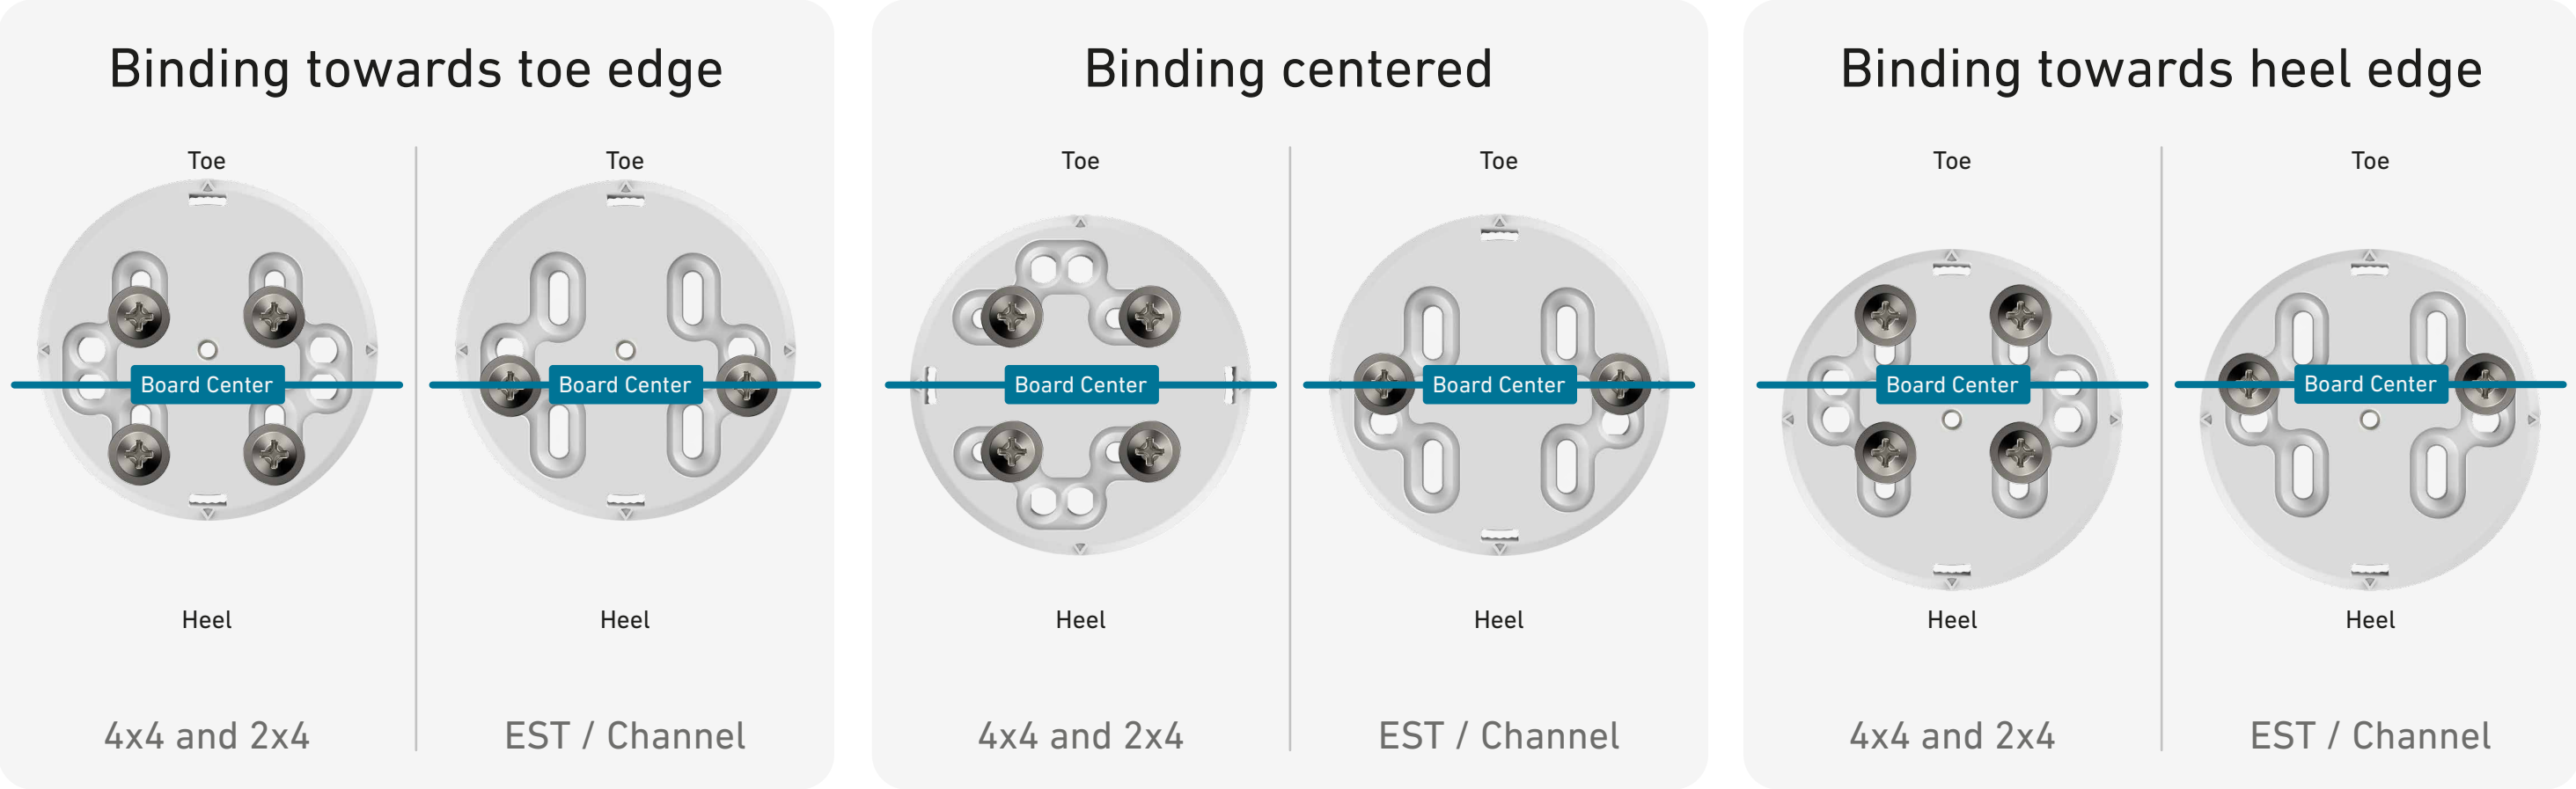 Binding towards toe edge
Toe
Board Center
Heel
4x4 and 2x4
Toe
Board Center
Heel
EST / Channel
Binding centered
Toe
Board Center
Heel
4x4 and 2x4
Toe
Board Center
Heel
EST / Channel
Binding towards heel edge
Toe
Board Center
Heel
4x4 and 2x4
Toe
Board Center
Heel
EST / Channel